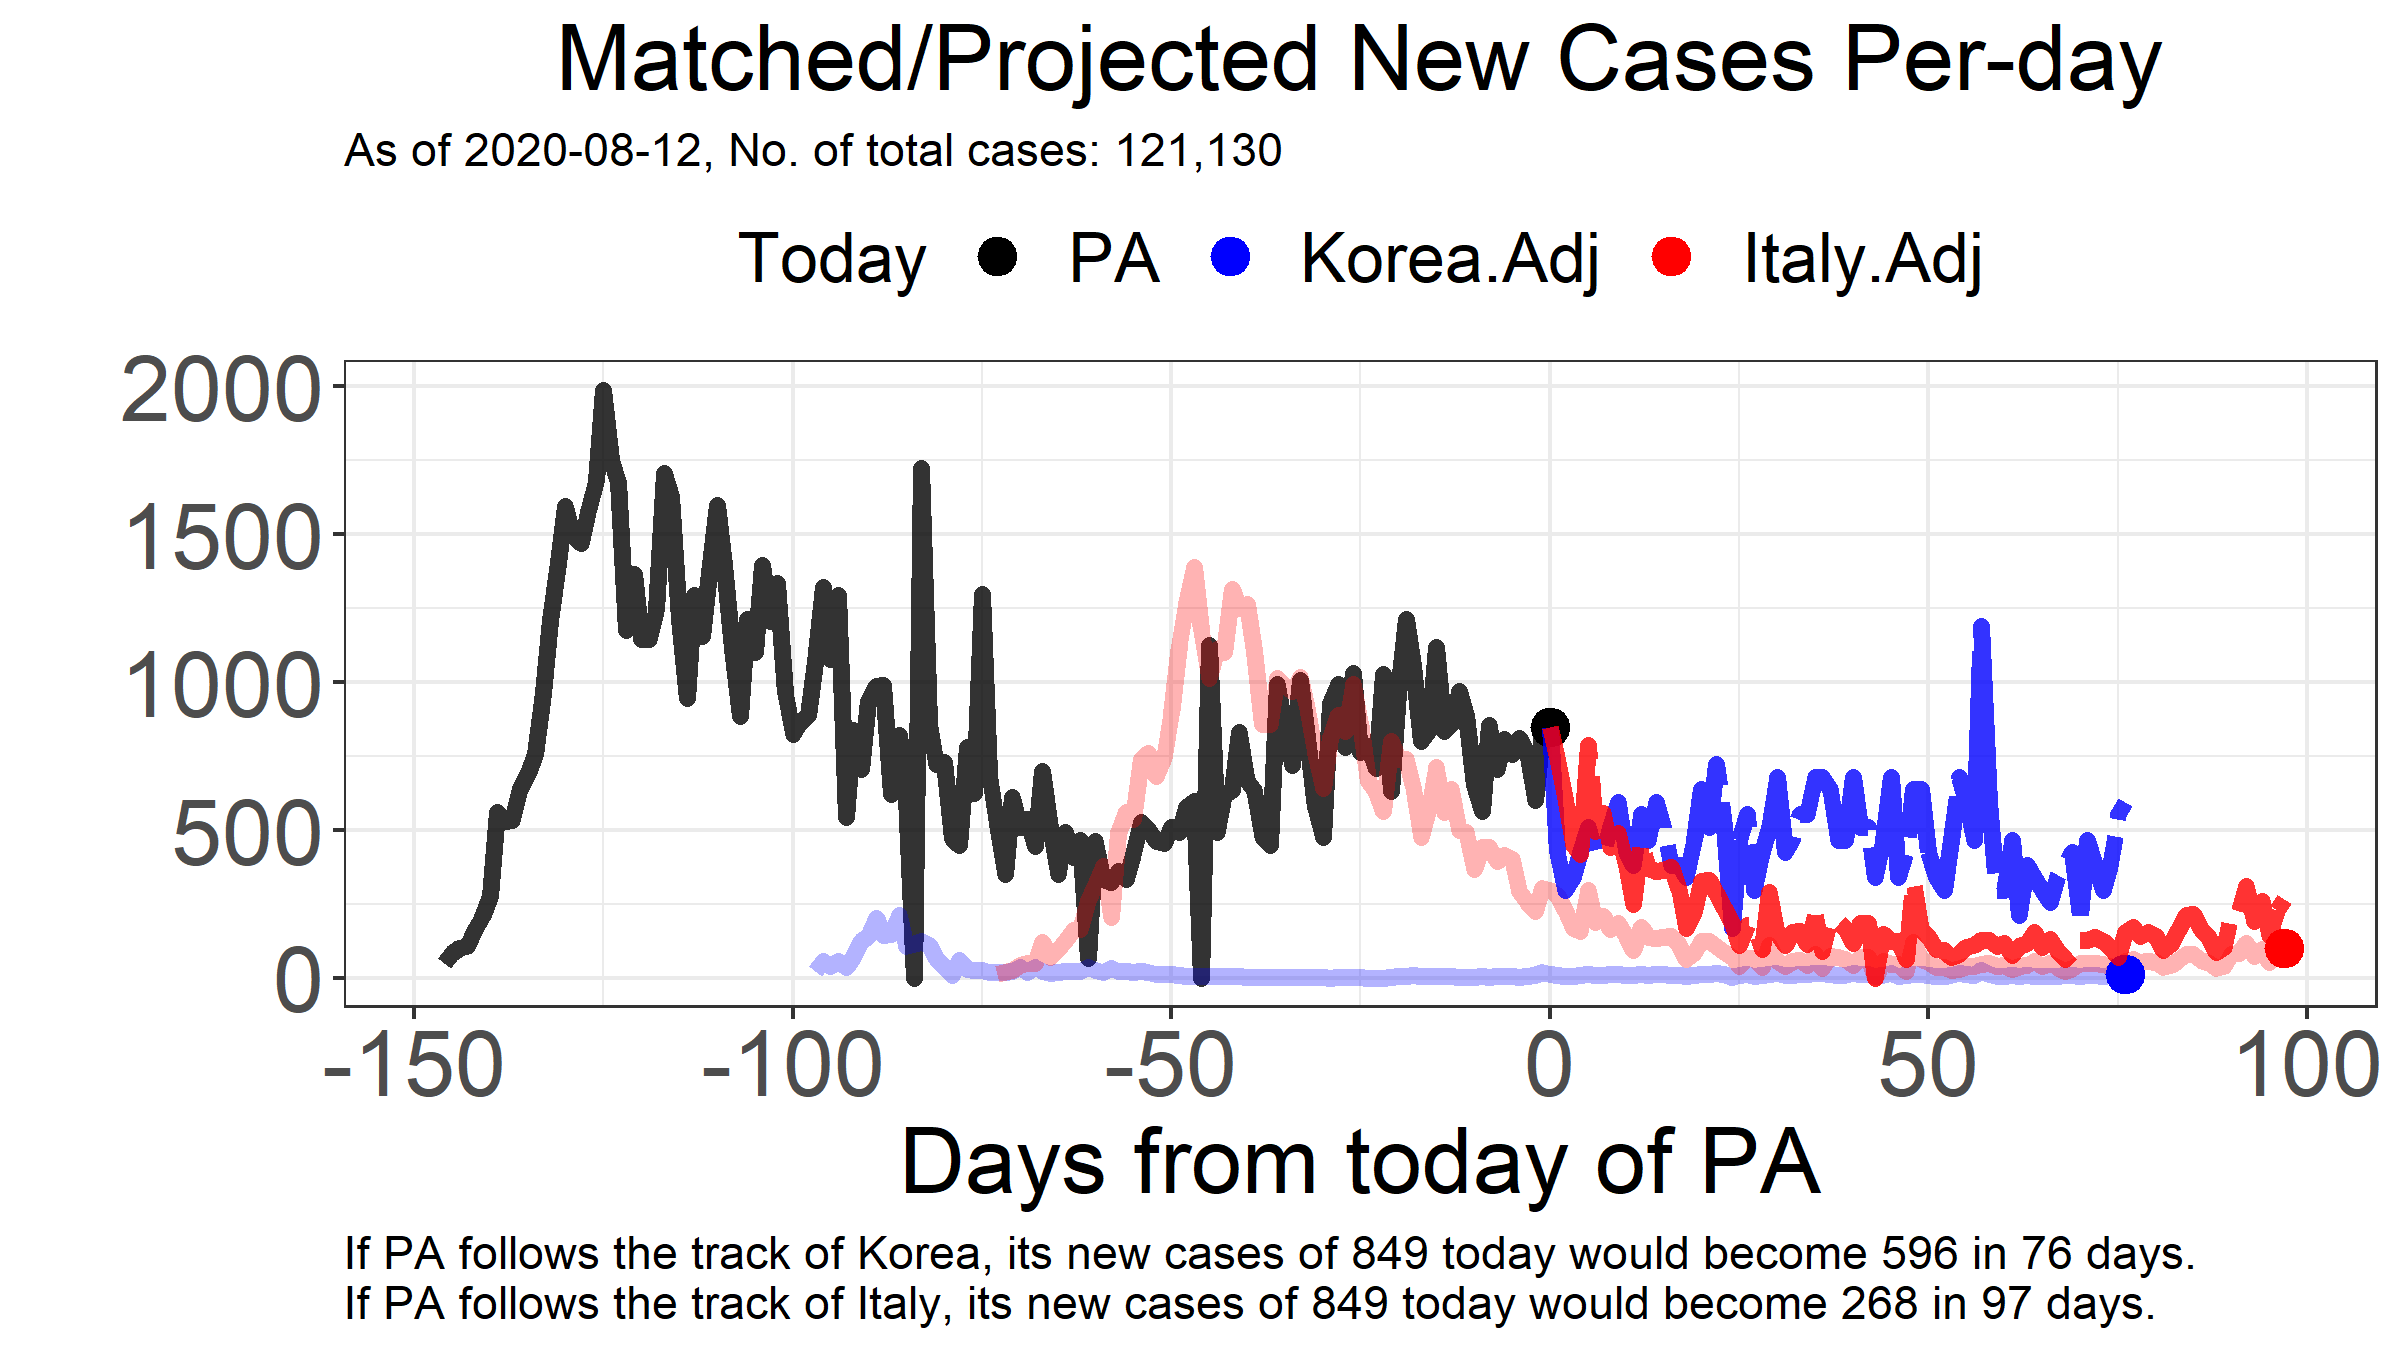 Matched/Projected New Cases Per-day
As of 2020-08-12, No. of total cases: 121,130
Today PA Korea.Adj Italy.Adj
2000
1500
1000
500
0
-150 -100 -50 0 50 100
Days from today of PA
If PA follows the track of Korea, its new cases of 849 today would become 596 in 76 days.
If PA follows the track of Italy, its new cases of 849 today would become 268 in 97 days.